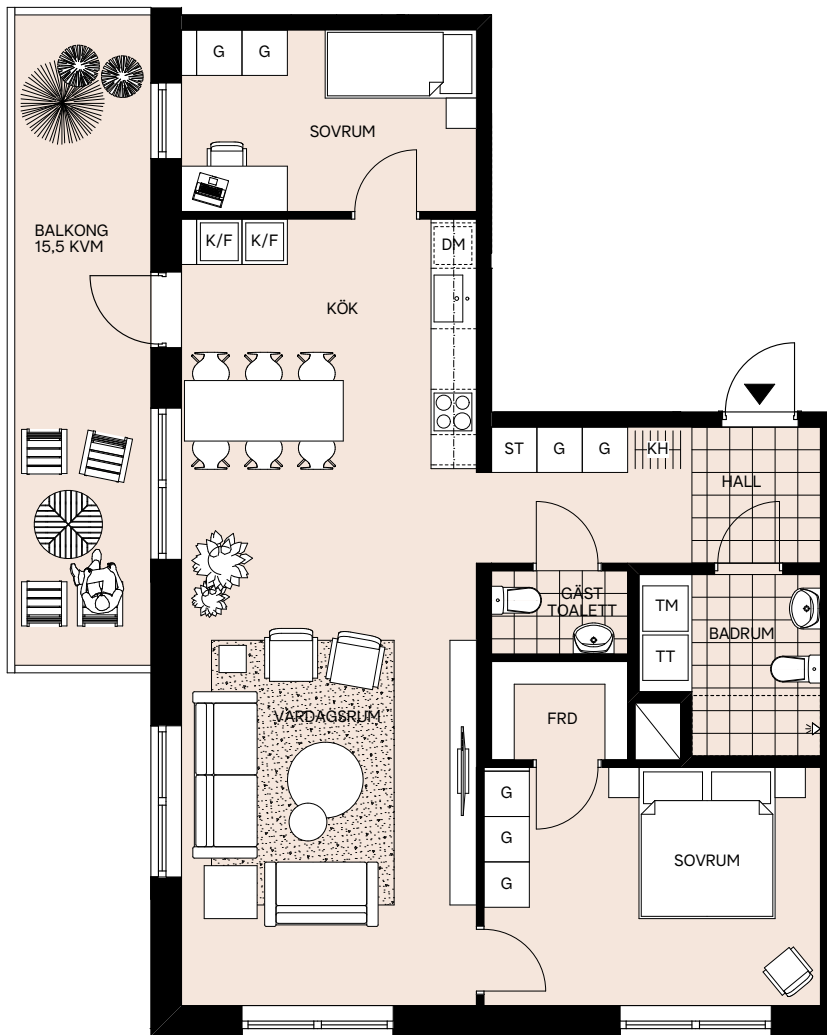 G
G
SOVRUM
BALKONG
15,5 KVM
K/F
K/F
DM
KÖK
ST
G
G
KH
HALL
GÄST
TOALETT
TM
BADRUM
TT
VARDAGSRUM
FRD
G
G
G
SOVRUM